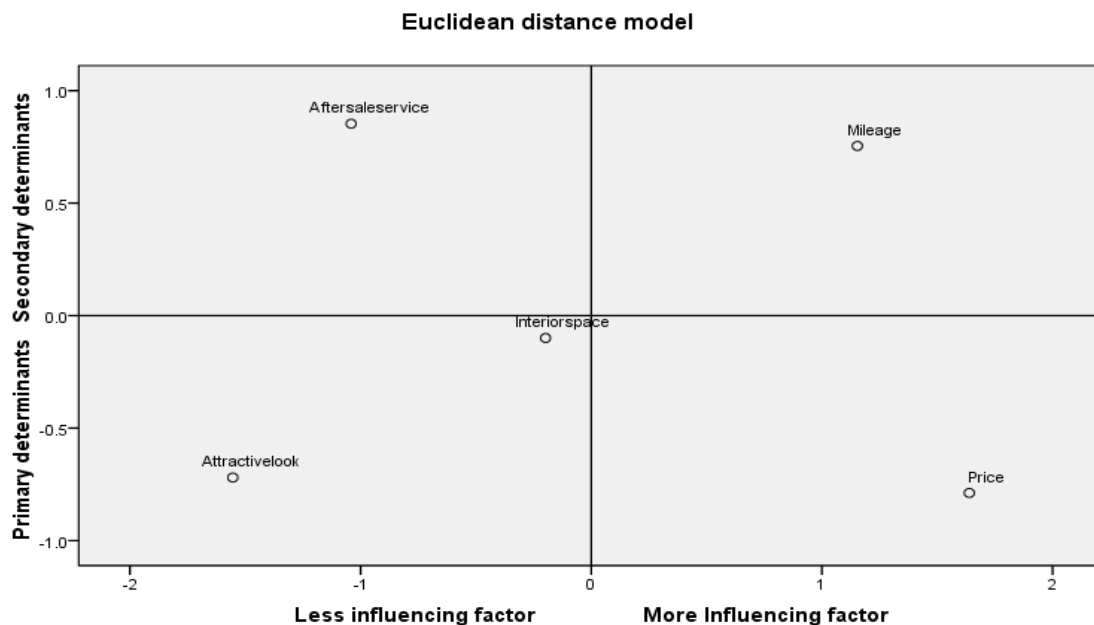 Euclidean distance model
Secondary determinants
Primary determinants
1.0
0.5
0.0
-0.5
-1.0
Aftersaleservice
Mileage
Interiorspace
Attractivelook
Price
-2
-1
0
1
2
Less influencing factor
More Influencing factor